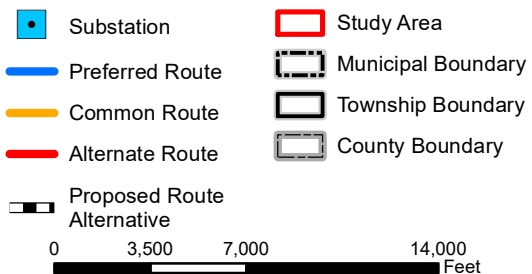 Substation
Preferred Route
Common Route
Alternate Route
Proposed Route
Alternative
Study Area
Municipal Boundary
Township Boundary
County Boundary
0 3,500 7,000 14,000
Feet